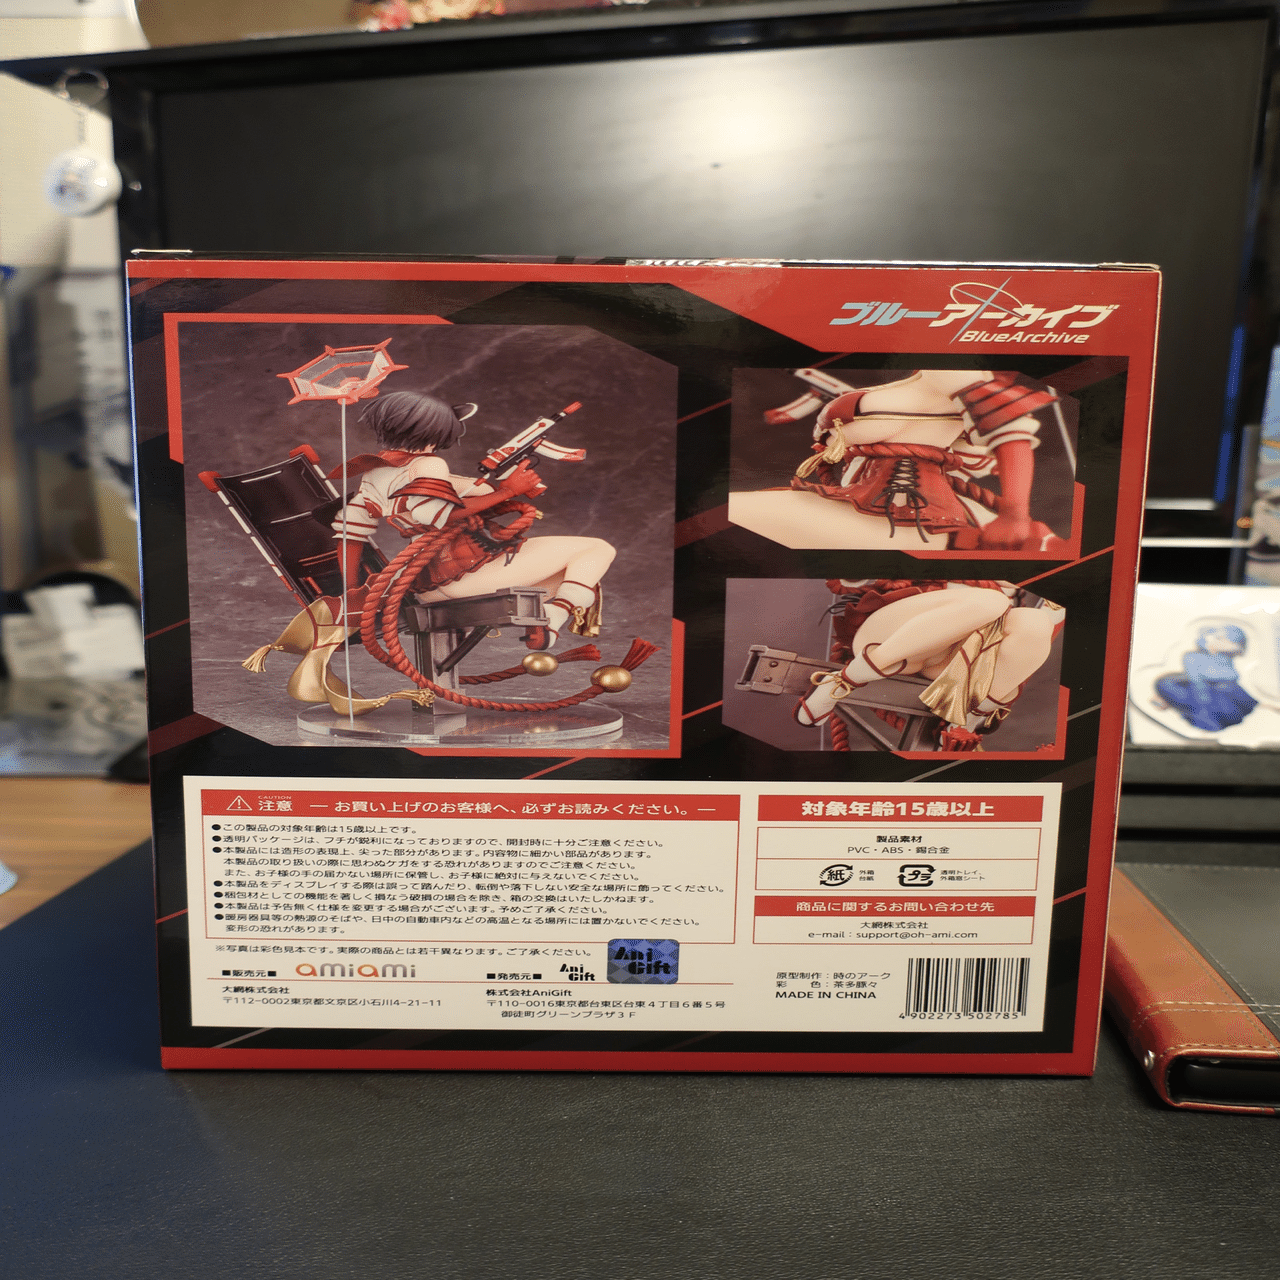 ブルーアーカイブ
BlueArchive
CAUTION
注意
― お買い上げのお客様へ、必ずお読みください。―
●この製品の対象年齢は15歳以上です。
●透明パッケージは、フチが鋭利になっておりますので、開封時に十分ご注意ください。
●本製品には造形の表現上、尖った部分があります。内容物に細かい部品があります。
本製品の取り扱いの際に思わぬケガをする恐れがありますのでご注意ください。
また、お子様の手の届かない場所に保管し、お子様に絶対に与えないでください。
●本製品をディスプレイする際は誤って踏んだり、転倒や落下しない安全な場所に飾ってください。
●梱包材としての機能を著しく損なう破損の場合を除き、箱の交換はいたしかねます。
●本製品は予告無く仕様を変更する場合がございます。予めご了承ください。
●暖房器具等の熱源のそばや、日中の自動車内などの高温となる場所には置かないでください。
変形の恐れがあります。
※写真は彩色見本です。実際の商品とは若干異なります。ご了承ください。
■販売元■
amiami
大網株式会社
〒112-0002東京都文京区小石川4-21-11
■発売元■
Ani Gift
Ani Gift
株式会社AniGift
〒110-0016東京都台東区台東4丁目6番5号
御徒町グリーンプラザ3F
対象年齢15歳以上
製品素材
PVC・ABS・錫合金
紙
外箱
台紙
プラ
透明トレイ、
外箱窓シート
商品に関するお問い合わせ先
大網株式会社
e-mail：support@oh-ami.com
原型制作：時のアーク
彩　色：茶多豚々
MADE IN CHINA
4 902273 502785